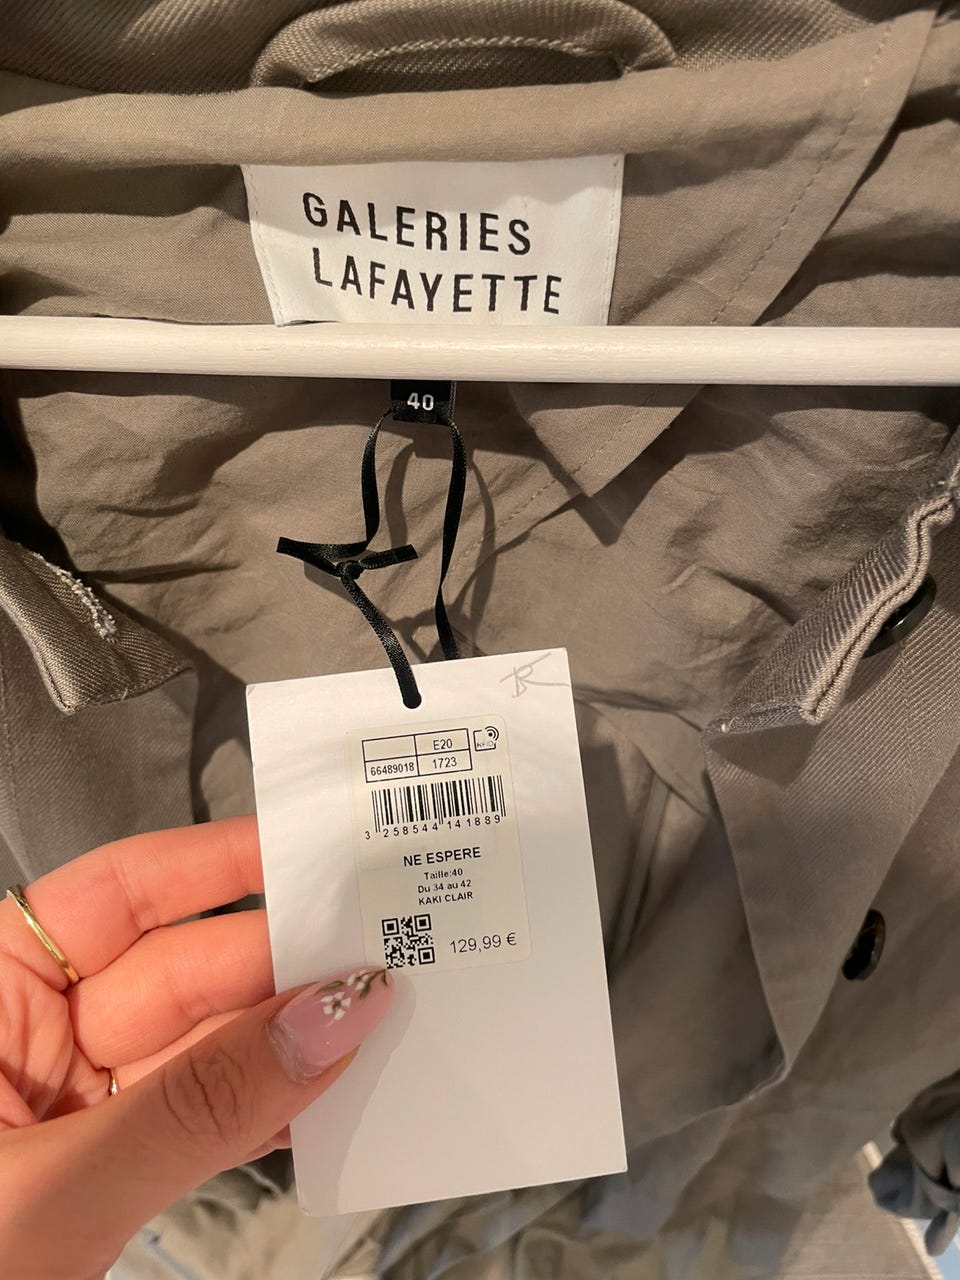 GALERIES
LAFAYETTE
40
E20
RFID
66489018 1723
3 258544 141889
NE ESPERE
Taille:40
Du 34 au 42
KAKI CLAIR
129,99 €